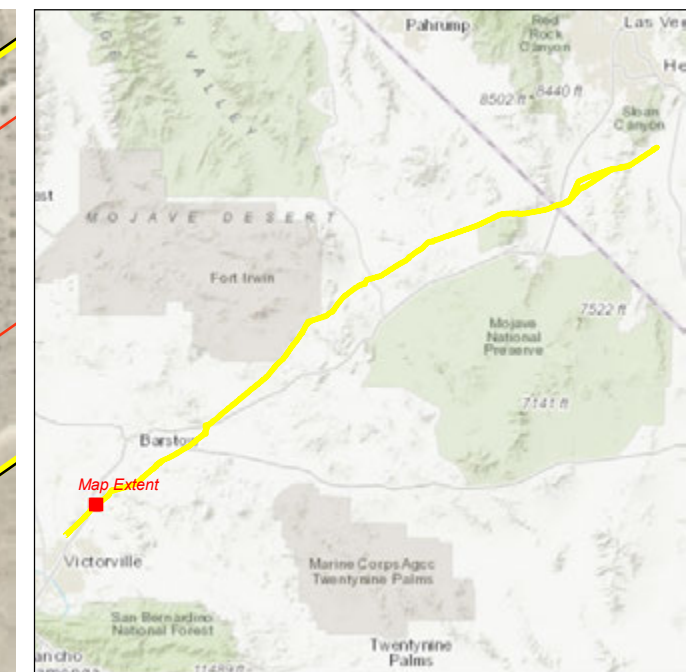 Pahrump
Red
Rock
Canyon
Las Ve
He
8502 ft
8440 ft
Sloan
Canyon
VALLEY
MOJAVE DESERT
Fort Irwin
7522 ft
Mojave
National
Preserve
7141 ft
Barstow
Map Extent
Victorville
Marine Corps Agcc
Twentynine Palms
San Bernardino
National Forest
Twentynine
Palms
11489 ft